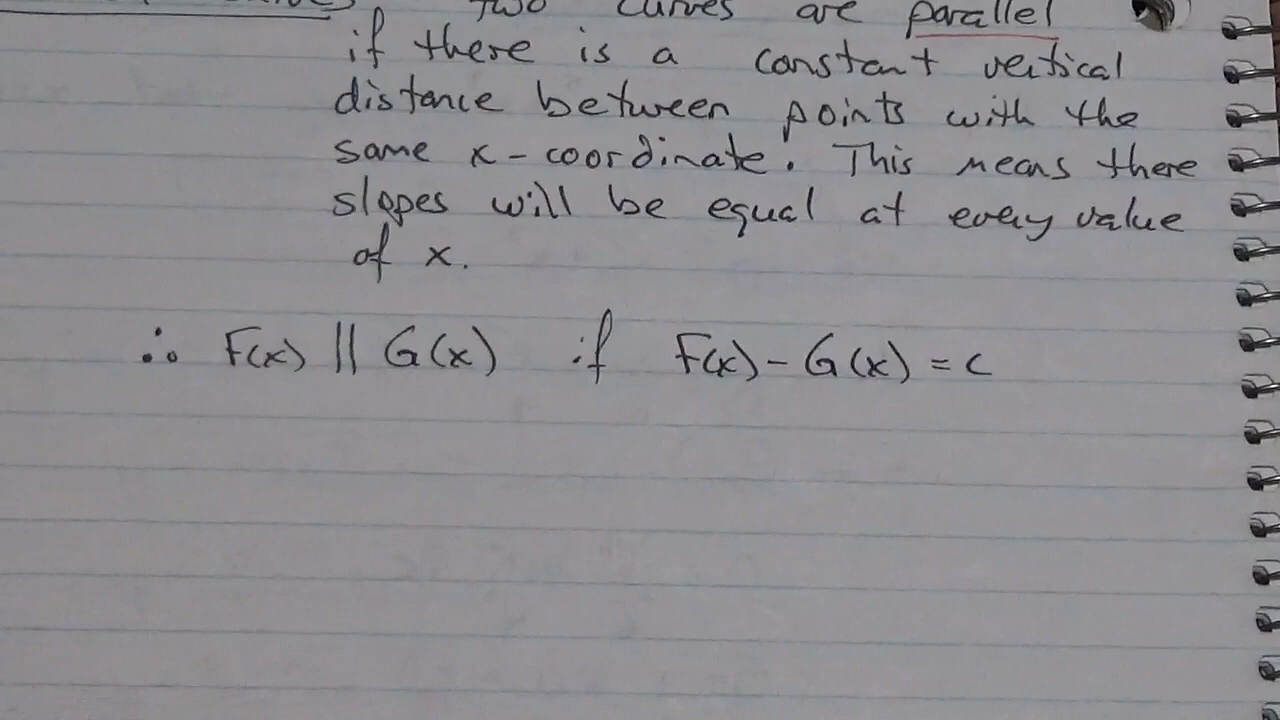 Two curves are parallel
if there is a constant vertical
distance between points with the
same x-coordinate. This means there
slopes will be equal at every value
of x.
∴ F(x) || G(x) if F(x) - G(x) = c